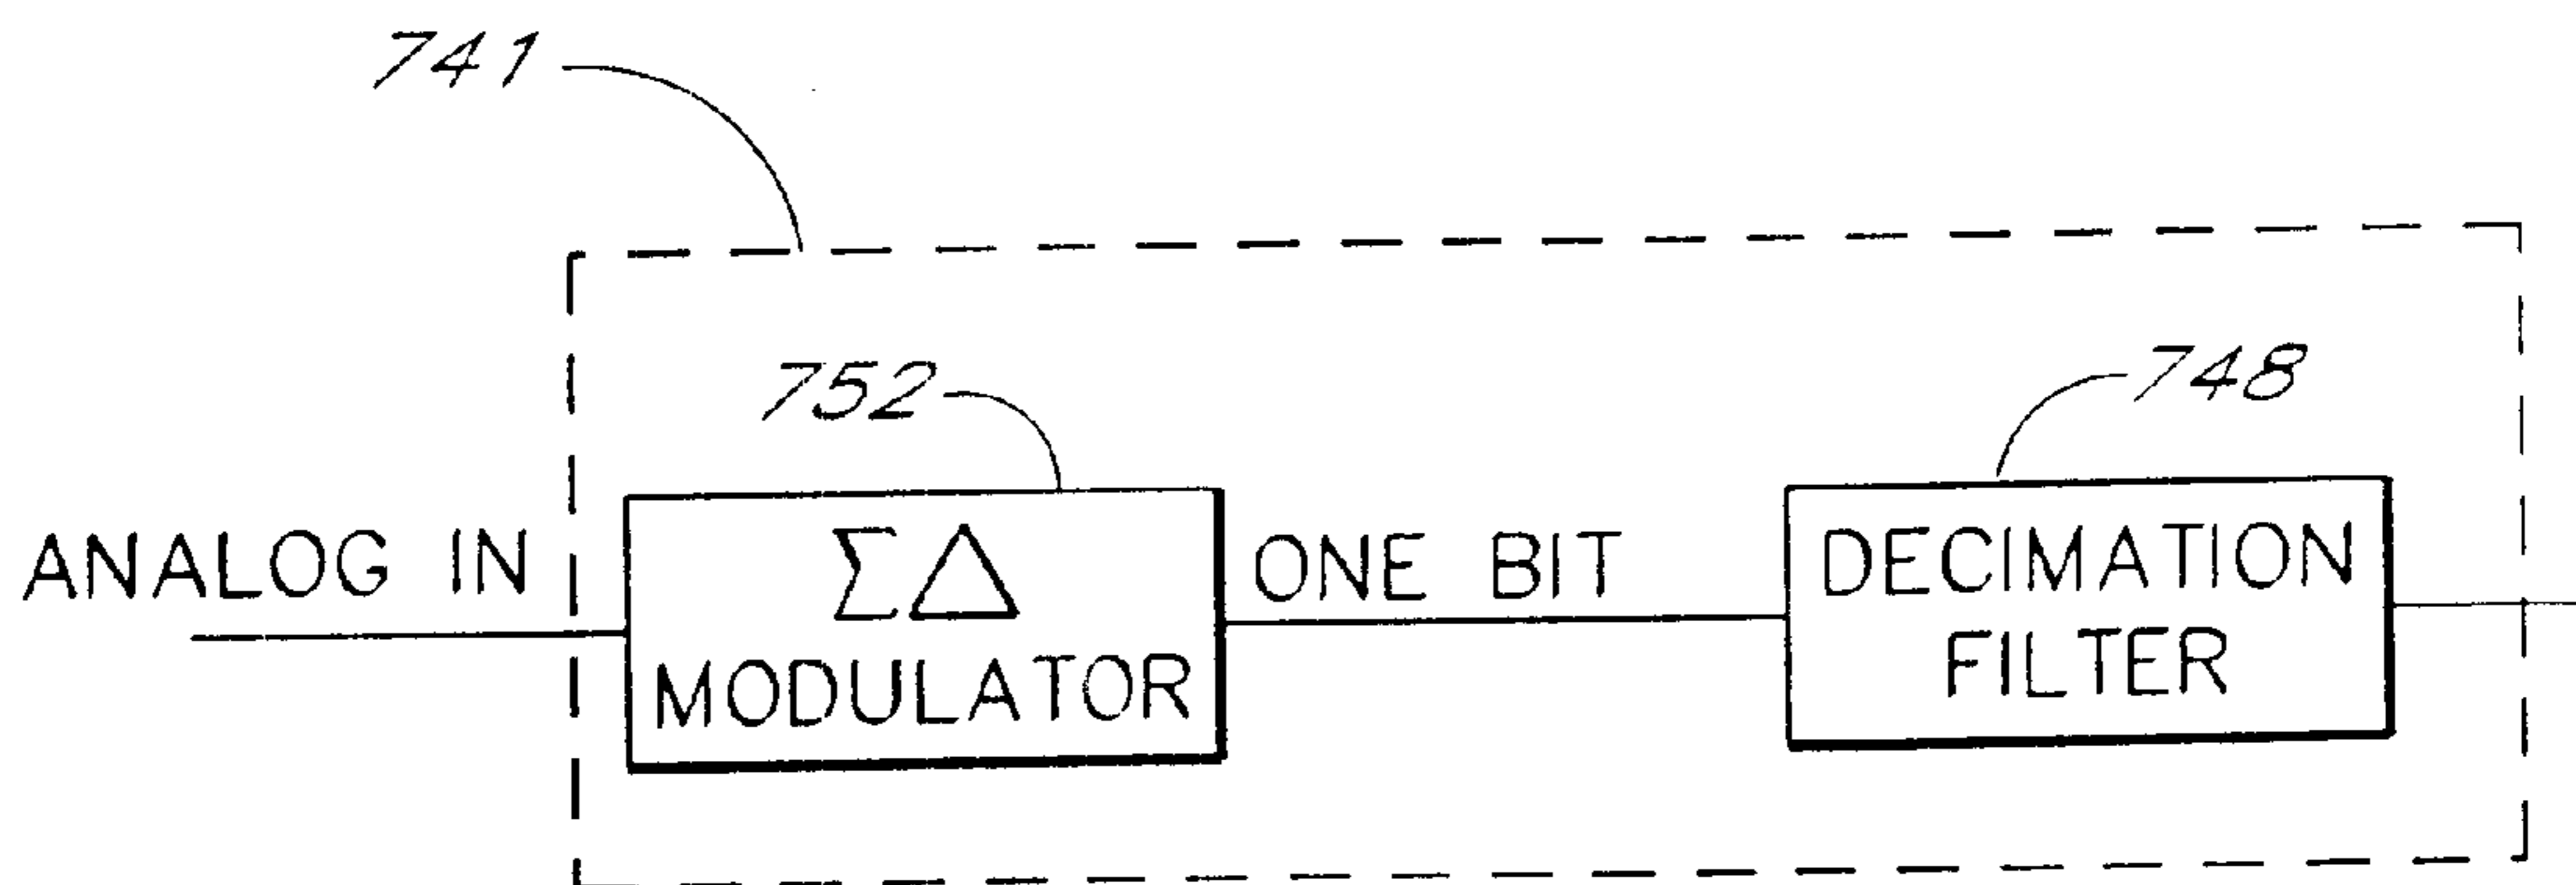 741
752
748
ANALOG IN
ΣΔ
MODULATOR
ONE BIT
DECIMATION
FILTER